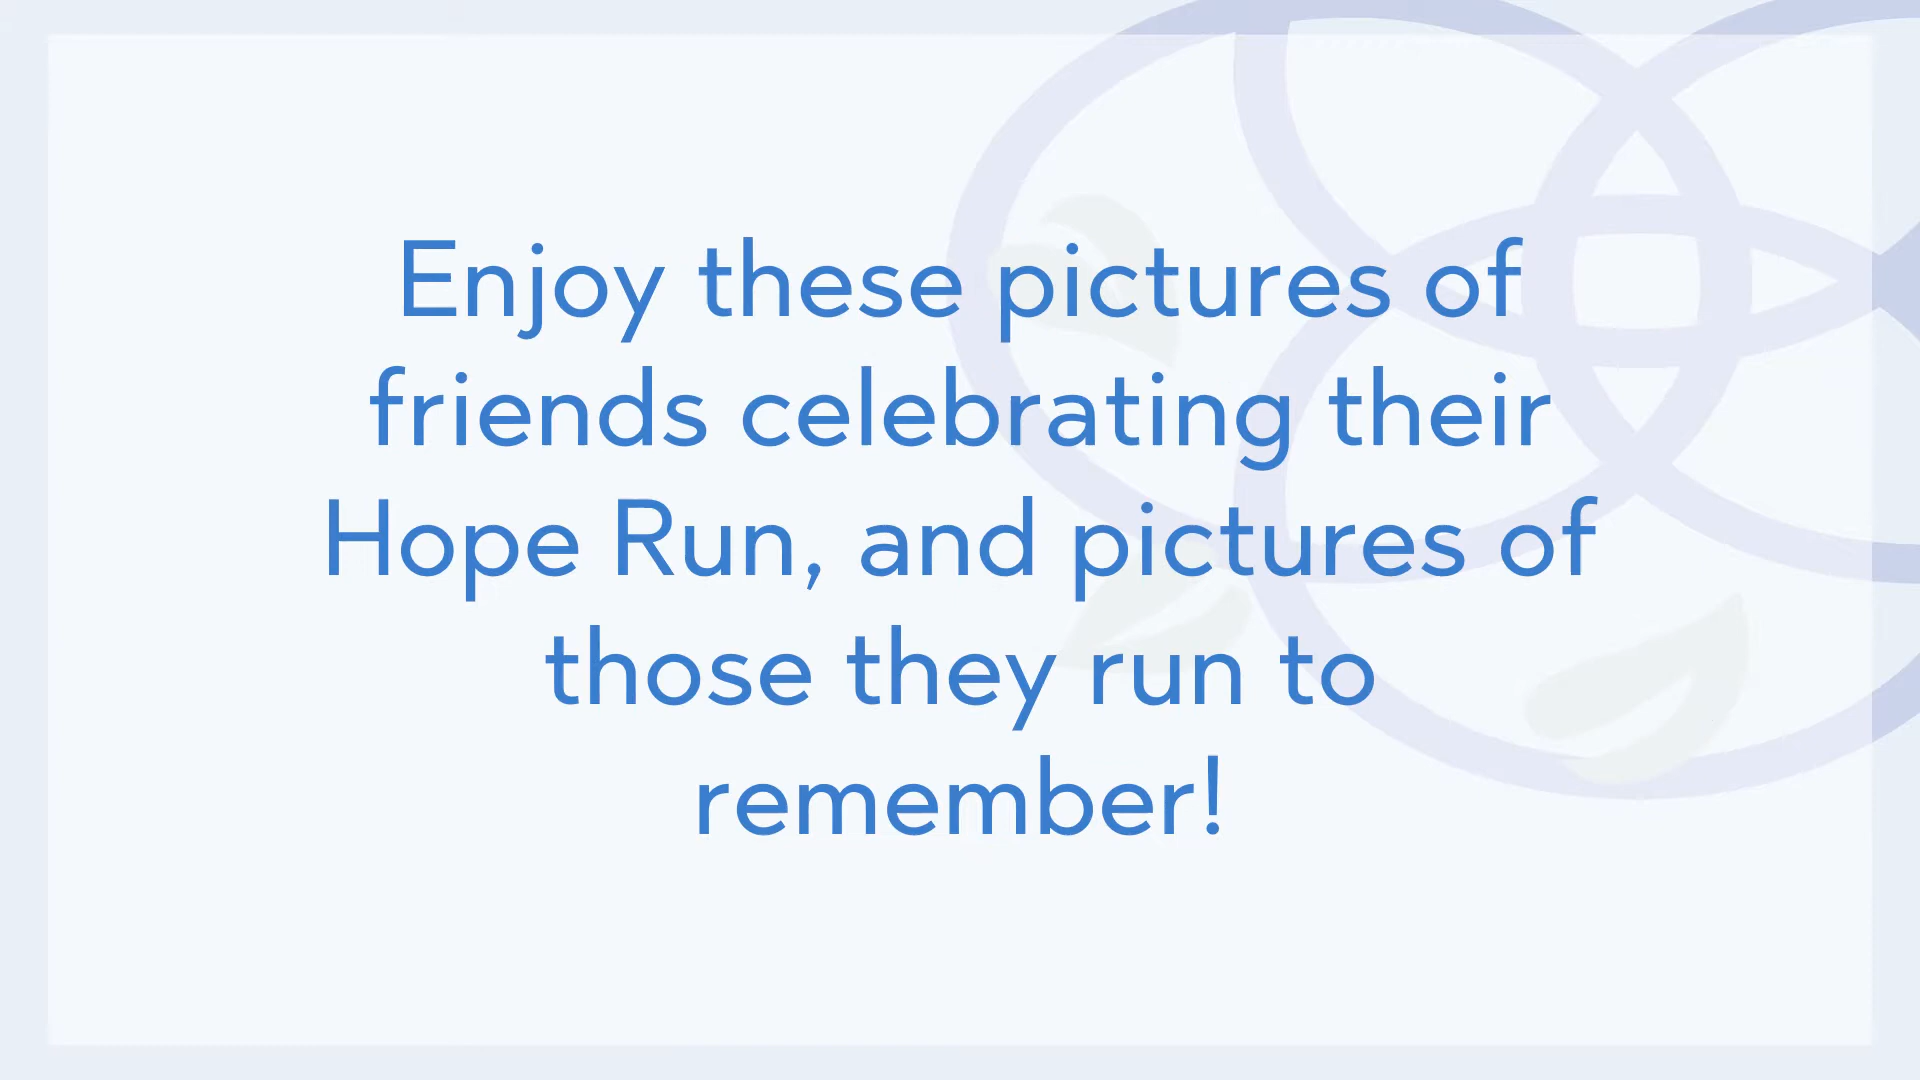 Enjoy these pictures of
friends celebrating their
Hope Run, and pictures of
those they run to
remember!